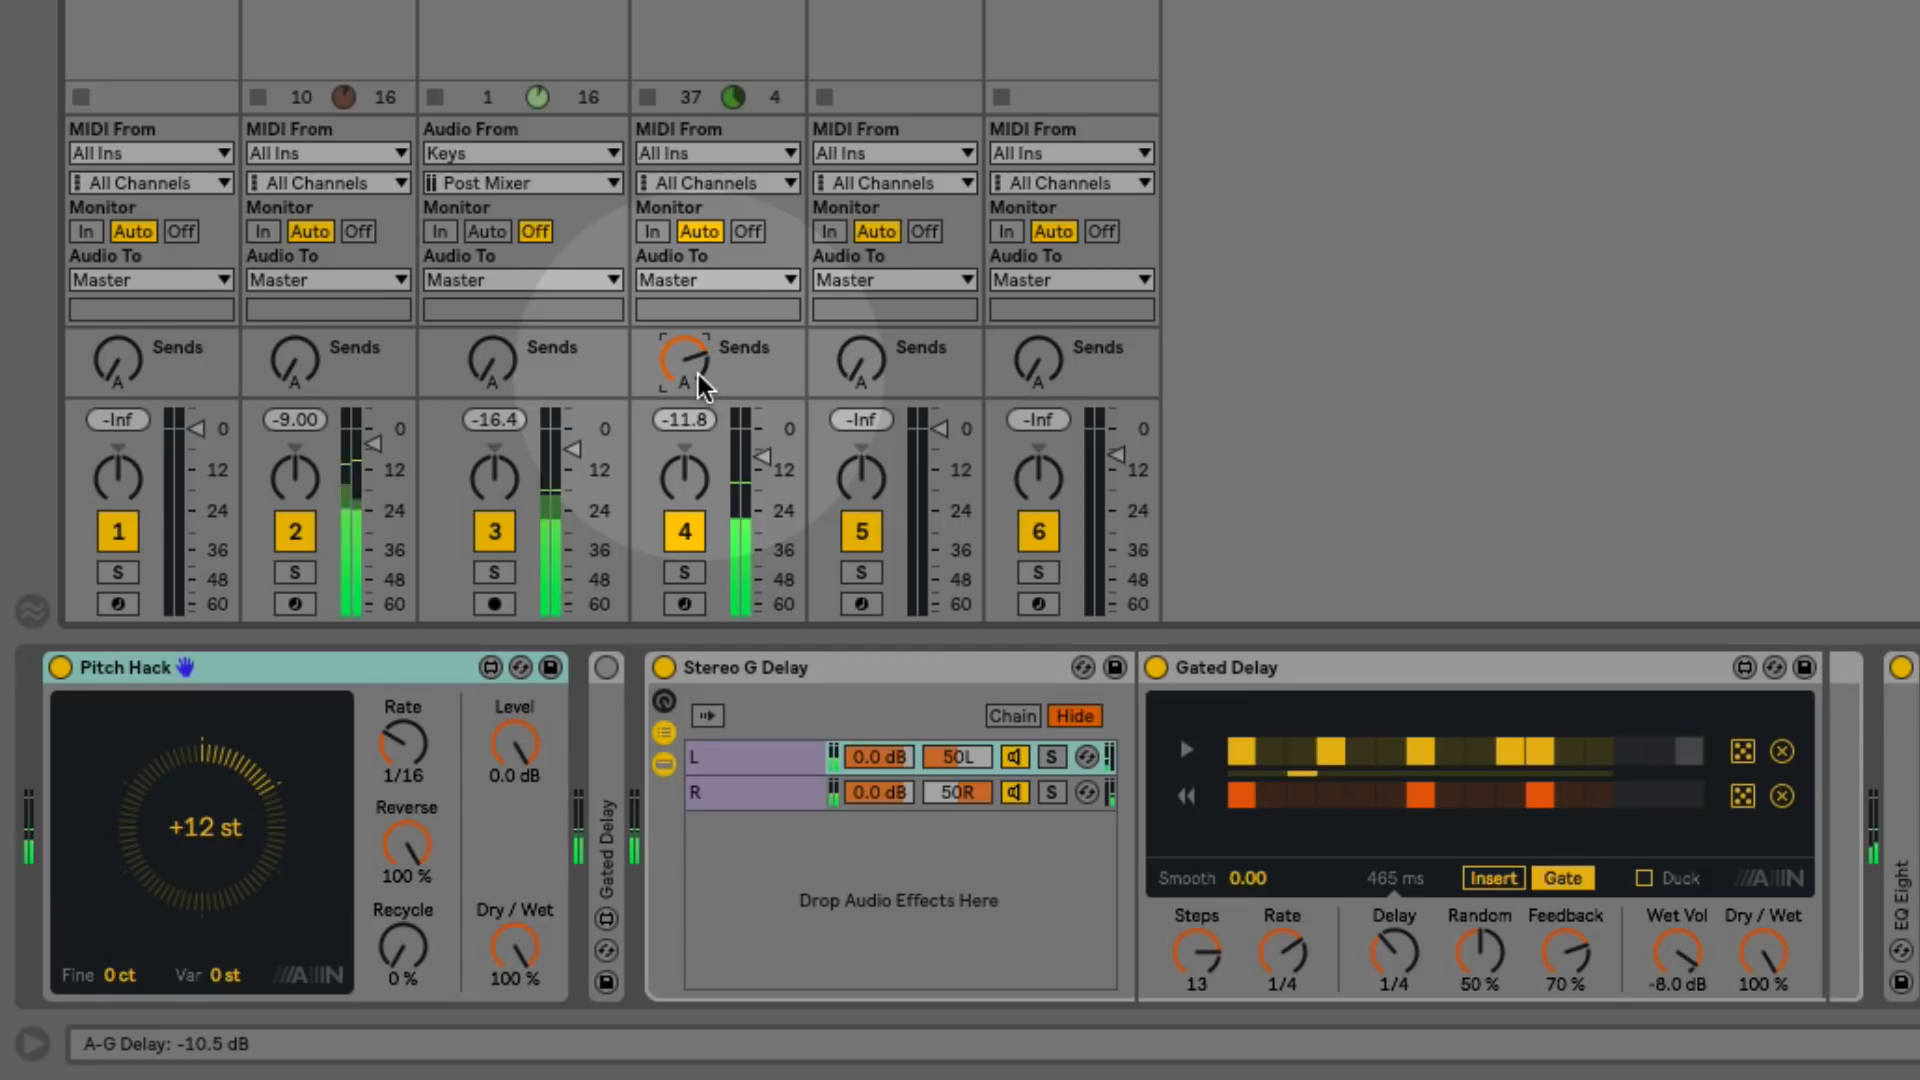 10 16 1 16 37 4
MIDI From MIDI From Audio From MIDI From MIDI From MIDI From
All Ins All Ins Keys All Ins All Ins All Ins
All Channels All Channels Post Mixer All Channels All Channels All Channels
Monitor Monitor Monitor Monitor Monitor Monitor
In Auto Off In Auto Off In Auto Off In Auto Off In Auto Off In Auto Off
Audio To Audio To Audio To Audio To Audio To Audio To
Master Master Master Master Master Master
Sends Sends Sends Sends Sends Sends
A A A A A A
-Inf 0 -9.00 0 -16.4 0 -11.8 0 -Inf 0 -Inf 0
12 12 12 12 12 12
24 24 24 24 24 24
1 2 3 4 5 6
36 36 36 36 36 36
S 48 S 48 S 48 S 48 S 48 S 48
60 60 60 60 60 60
Pitch Hack
Rate Level
1/16 0.0 dB
Reverse
+12 st
100 %
Recycle Dry / Wet
Fine 0 ct Var 0 st ///AIIN 0 % 100 %
Gated Delay
Stereo G Delay
Chain Hide
L 0.0 dB 50L S
R 0.0 dB 50R S
Drop Audio Effects Here
Gated Delay
Smooth 0.00 465 ms Insert Gate Duck ///AIIN
Steps Rate Delay Random Feedback Wet Vol Dry / Wet
13 1/4 1/4 50 % 70 % -8.0 dB 100 %
EQ Eight
A-G Delay: -10.5 dB